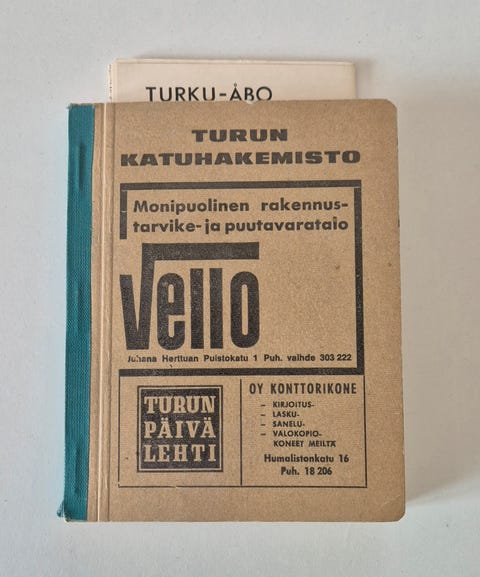 TURKU-ÅBO
TURUN
KATUHAKEMISTO
Monipuolinen rakennus-
tarvike- ja puutavaratalo
Vello
Juhana Herttuan Puistokatu 1 Puh. vaihde 303 222
TURUN
PÄIVÄ
LEHTI
OY KONTTORIKONE
– KIRJOITUS-
– LASKU-
– SANELU-
– VALOKOPIO-
KONEET MEILTÄ
Humalistonkatu 16
Puh. 18 206